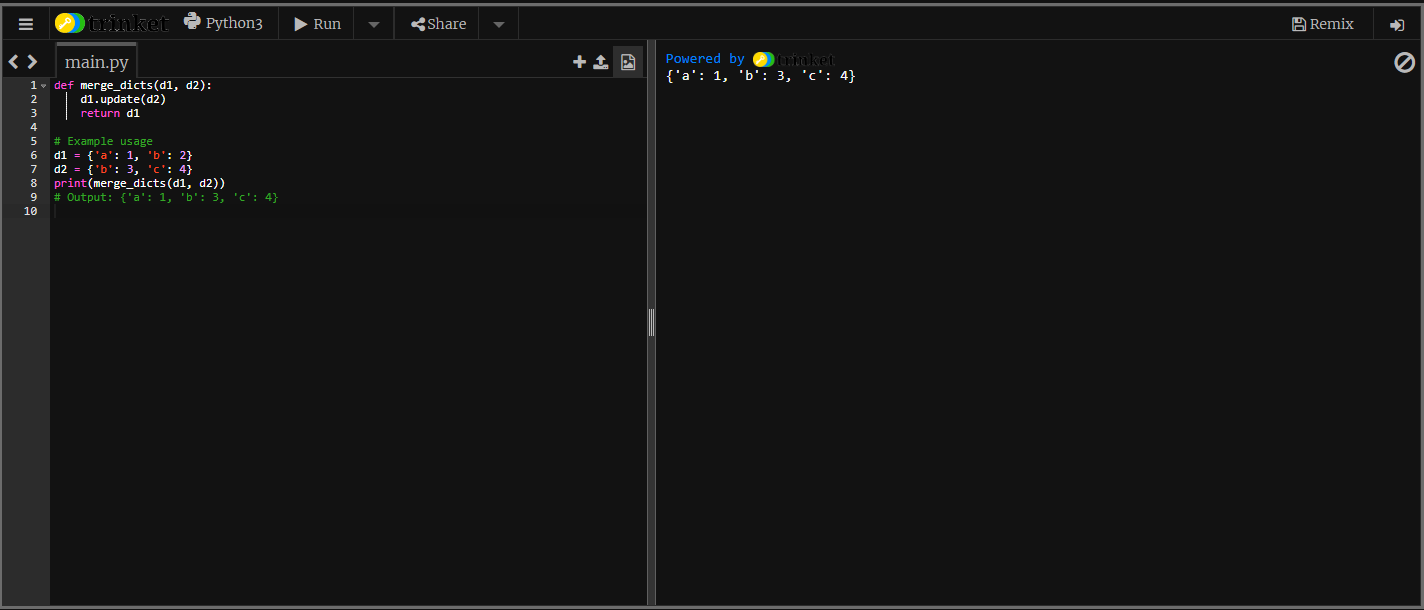 trinket Python3 Run Share Remix
main.py
1 def merge_dicts(d1, d2):
2     d1.update(d2)
3     return d1
4
5 # Example usage
6 d1 = {'a': 1, 'b': 2}
7 d2 = {'b': 3, 'c': 4}
8 print(merge_dicts(d1, d2))
9 # Output: {'a': 1, 'b': 3, 'c': 4}
10
Powered by trinket
{'a': 1, 'b': 3, 'c': 4}